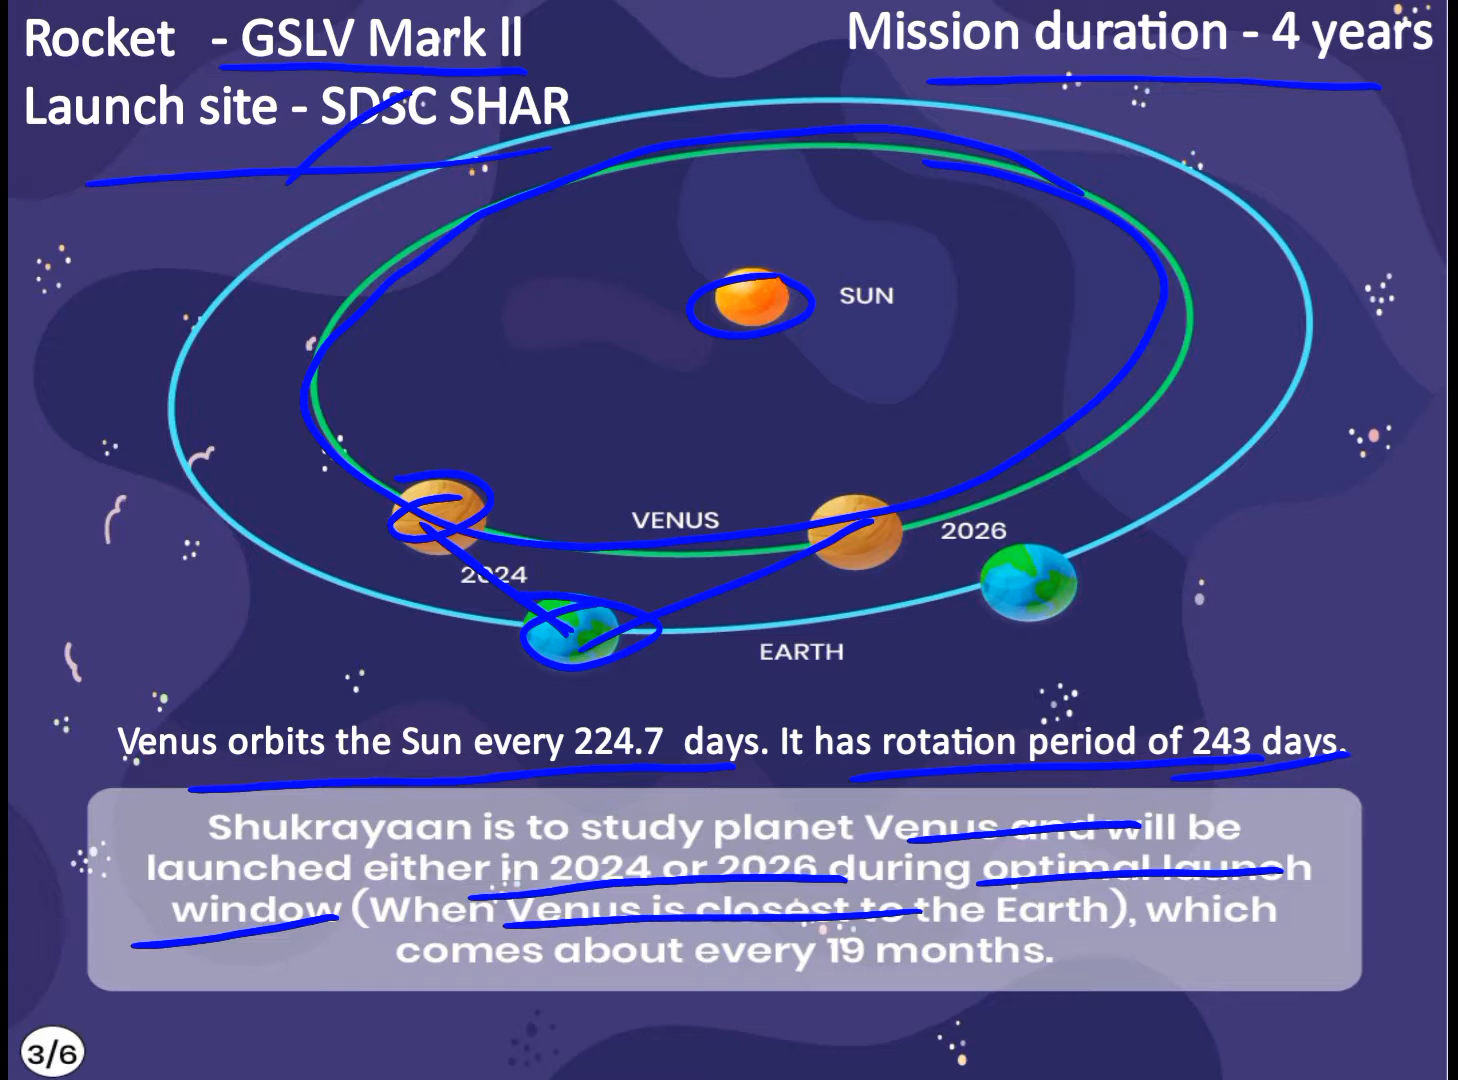 Rocket - GSLV Mark II
Mission duration - 4 years
Launch site - SDSC SHAR
SUN
VENUS
2026
2024
EARTH
Venus orbits the Sun every 224.7 days. It has rotation period of 243 days.
Shukrayaan is to study planet Venus and will be
launched either in 2024 or 2026 during optimal launch
window (When Venus is closest to the Earth), which
comes about every 19 months.
3/6